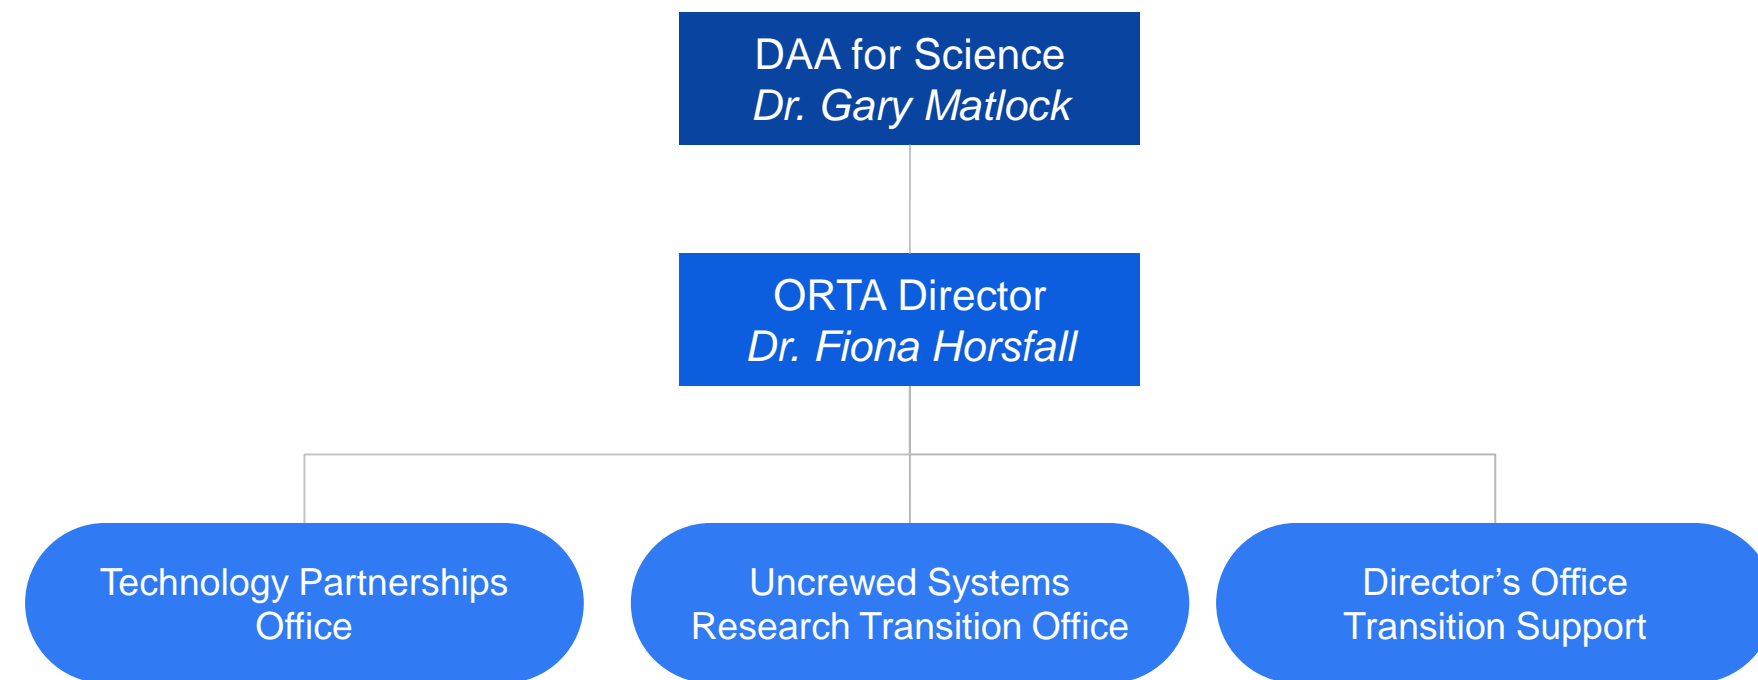 DAA for Science
Dr. Gary Matlock
ORTA Director
Dr. Fiona Horsfall
Technology Partnerships
Office
Uncrewed Systems
Research Transition Office
Director’s Office
Transition Support